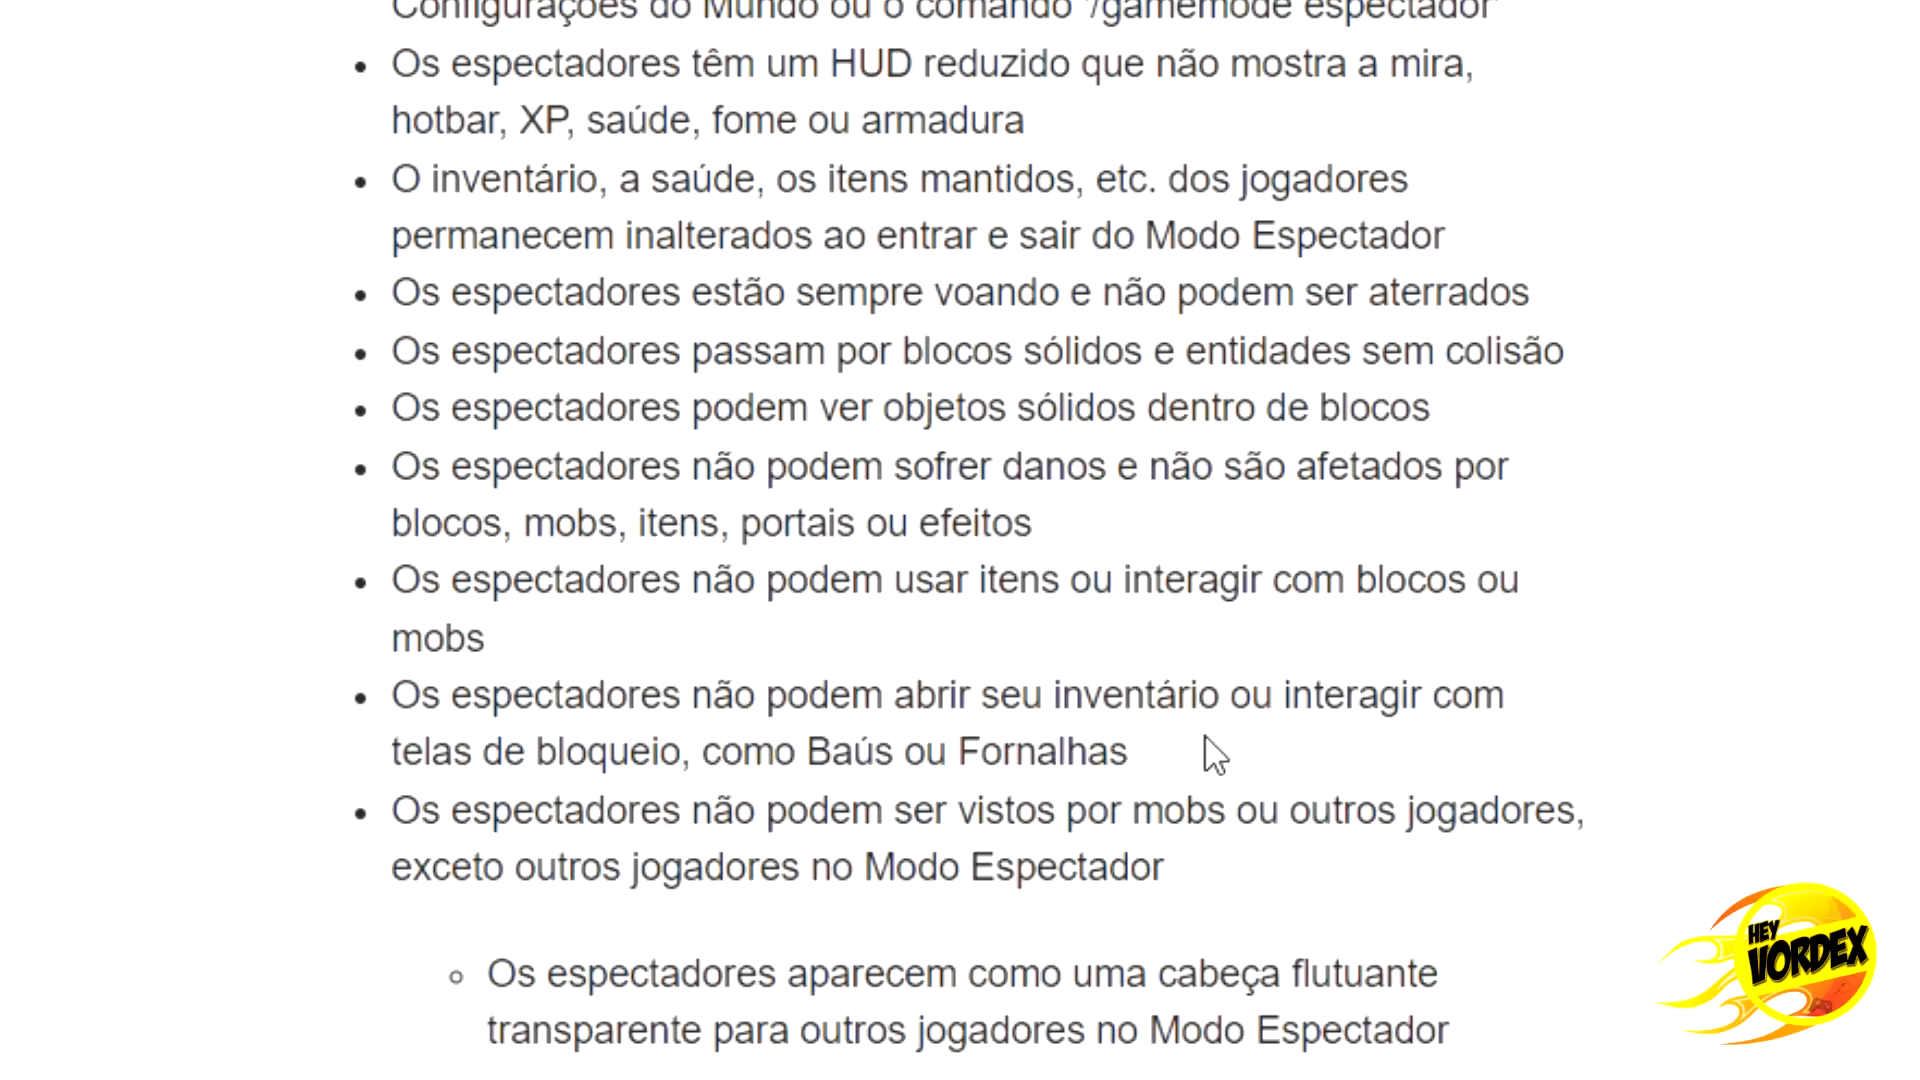 Configurações do Mundo ou o comando "/gamemode espectador"
Os espectadores têm um HUD reduzido que não mostra a mira,
hotbar, XP, saúde, fome ou armadura
O inventário, a saúde, os itens mantidos, etc. dos jogadores
permanecem inalterados ao entrar e sair do Modo Espectador
Os espectadores estão sempre voando e não podem ser aterrados
Os espectadores passam por blocos sólidos e entidades sem colisão
Os espectadores podem ver objetos sólidos dentro de blocos
Os espectadores não podem sofrer danos e não são afetados por
blocos, mobs, itens, portais ou efeitos
Os espectadores não podem usar itens ou interagir com blocos ou
mobs
Os espectadores não podem abrir seu inventário ou interagir com
telas de bloqueio, como Baús ou Fornalhas
Os espectadores não podem ser vistos por mobs ou outros jogadores,
exceto outros jogadores no Modo Espectador
Os espectadores aparecem como uma cabeça flutuante
transparente para outros jogadores no Modo Espectador
HEY
VORDEX